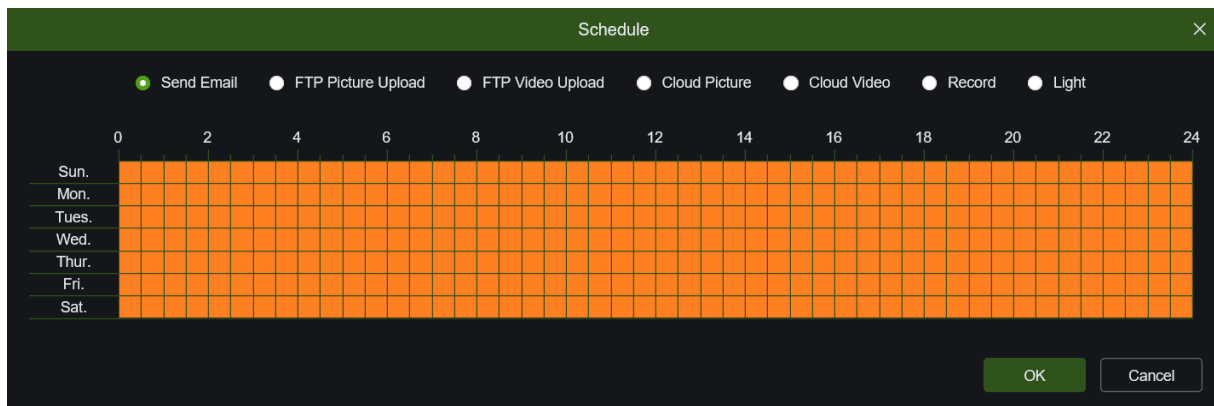 Schedule
Send Email FTP Picture Upload FTP Video Upload Cloud Picture Cloud Video Record Light
0 2 4 6 8 10 12 14 16 18 20 22 24
Sun.
Mon.
Tues.
Wed.
Thur.
Fri.
Sat.
OK Cancel